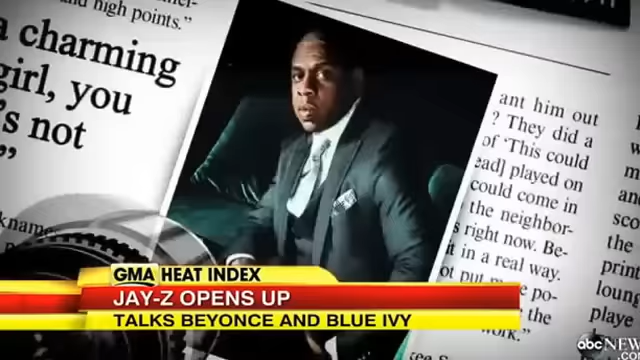 and high points."
a charming
girl, you
's not
"
ant him out
? They did a
of 'This could
ead] played on
could come in
the neighbor-
s right now. Be-
it in a real way.
ot put
the
work."
GMA HEAT INDEX
JAY-Z OPENS UP
TALKS BEYONCE AND BLUE IVY
abc NEWS